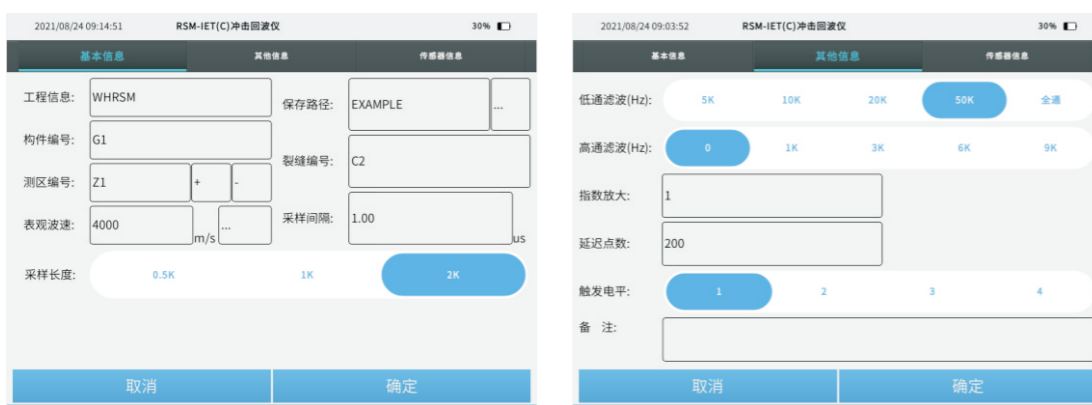 2021/08/24 09:14:51 RSM-IET(C)冲击回波仪 30%
基本信息 其他信息 传感器信息
工程信息: WHRSM 保存路径: EXAMPLE ...
构件编号: G1 裂缝编号: C2
测区编号: Z1 + -
表观波速: 4000 m/s ... 采样间隔: 1.00 us
采样长度: 0.5K 1K 2K
取消 确定
2021/08/24 09:03:52 RSM-IET(C)冲击回波仪 30%
基本信息 其他信息 传感器信息
低通滤波(Hz): 5K 10K 20K 50K 全通
高通滤波(Hz): 0 1K 3K 6K 9K
指数放大: 1
延迟点数: 200
触发电平: 1 2 3 4
备 注:
取消 确定